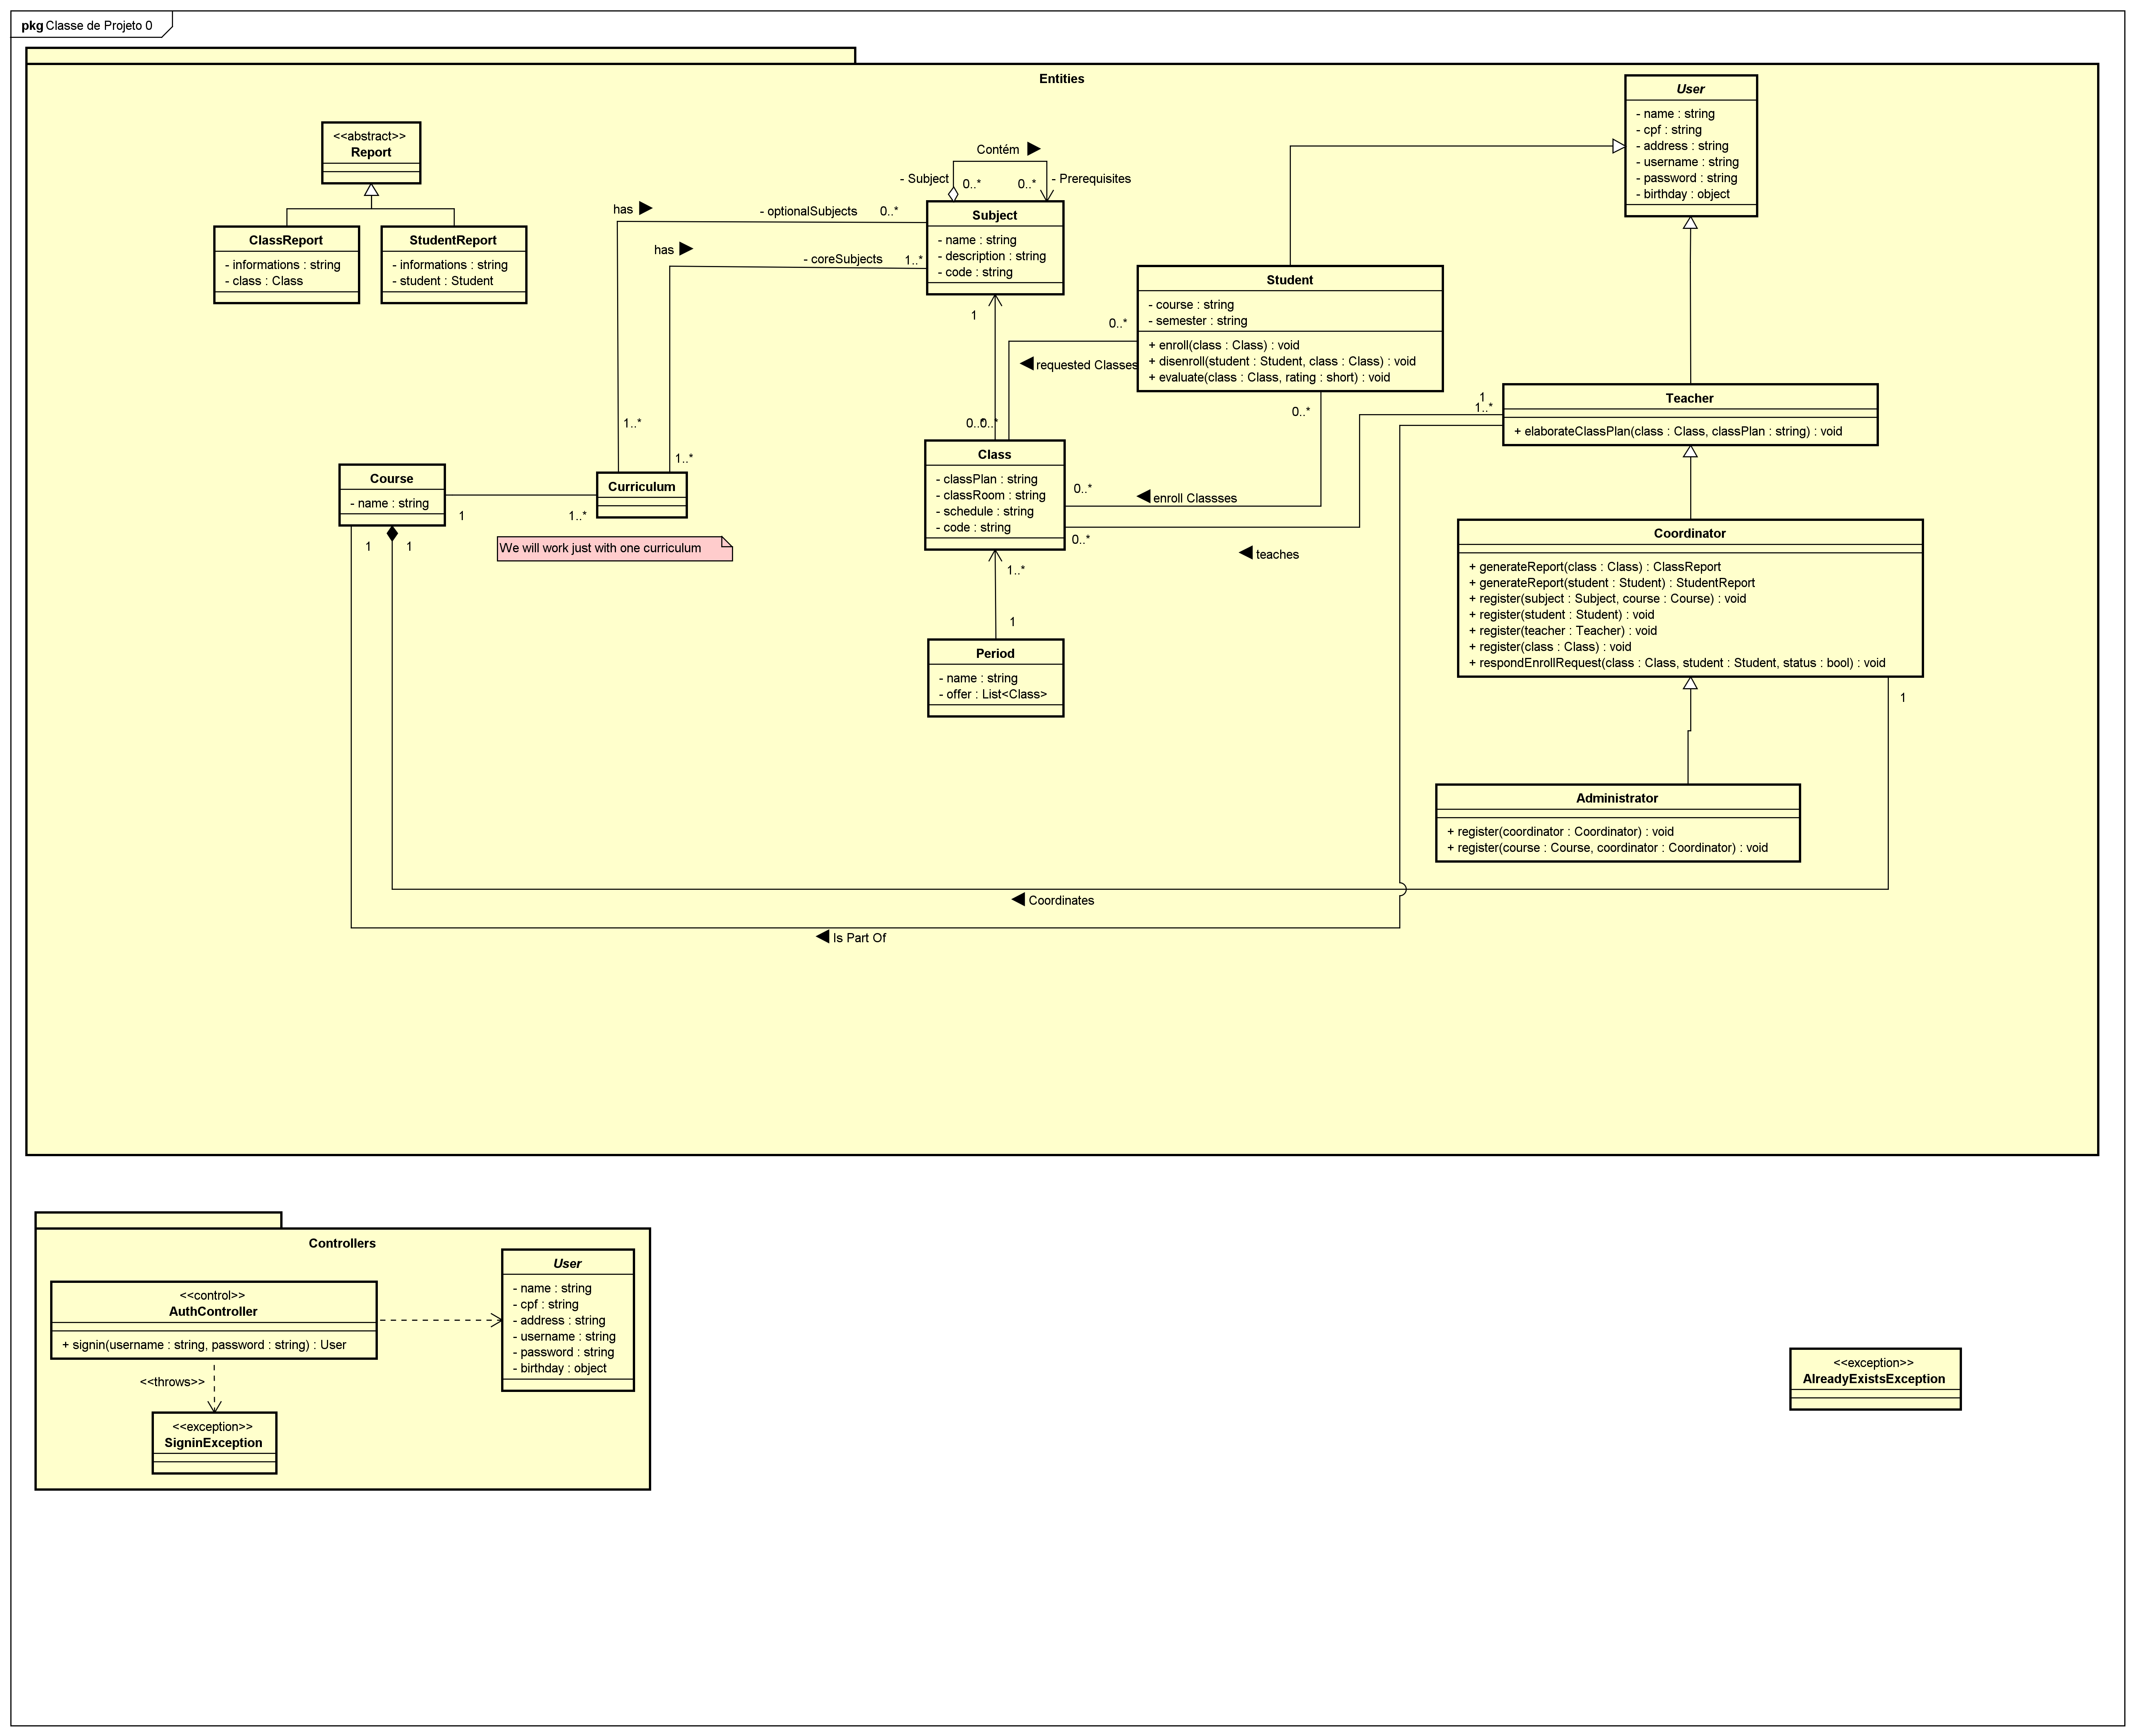 pkg Classe de Projeto 0
Entities
<<abstract>>
Report
ClassReport
- informations : string
- class : Class
StudentReport
- informations : string
- student : Student
Contém
- Subject
0..*
0..*
- Prerequisites
has
- optionalSubjects
0..*
has
- coreSubjects
1..*
Subject
- name : string
- description : string
- code : string
1
User
- name : string
- cpf : string
- address : string
- username : string
- password : string
- birthday : object
Student
- course : string
- semester : string
+ enroll(class : Class) : void
+ disenroll(student : Student, class : Class) : void
+ evaluate(class : Class, rating : short) : void
0..*
requested Classes
0..*
0..*
0..*
1..*
1..*
1
1..*
Teacher
+ elaborateClassPlan(class : Class, classPlan : string) : void
Course
- name : string
1
1..*
Curriculum
We will work just with one curriculum
1
1
Class
- classPlan : string
- classRoom : string
- schedule : string
- code : string
0..*
enroll Classses
0..*
teaches
1..*
1
Period
- name : string
- offer : List<Class>
Coordinator
+ generateReport(class : Class) : ClassReport
+ generateReport(student : Student) : StudentReport
+ register(subject : Subject, course : Course) : void
+ register(student : Student) : void
+ register(teacher : Teacher) : void
+ register(class : Class) : void
+ respondEnrollRequest(class : Class, student : Student, status : bool) : void
1
Administrator
+ register(coordinator : Coordinator) : void
+ register(course : Course, coordinator : Coordinator) : void
Coordinates
Is Part Of
Controllers
<<control>>
AuthController
+ signin(username : string, password : string) : User
<<throws>>
<<exception>>
SigninException
User
- name : string
- cpf : string
- address : string
- username : string
- password : string
- birthday : object
<<exception>>
AlreadyExistsException